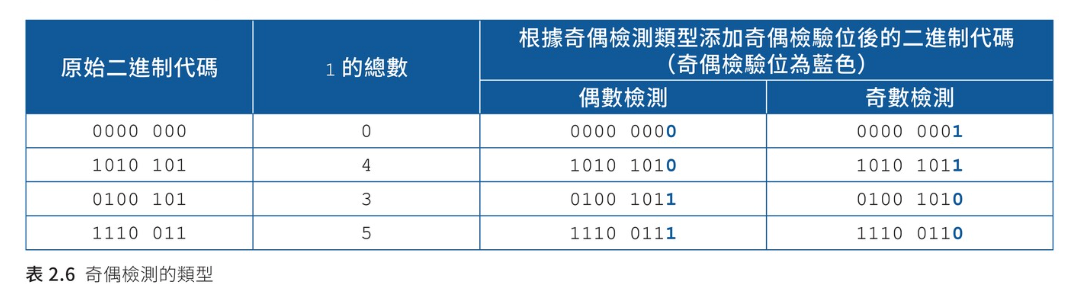 原始二進制代碼 1 的總數 根據奇偶檢測類型添加奇偶檢驗位後的二進制代碼
(奇偶檢驗位為藍色)
偶數檢測 奇數檢測
0000 000 0 0000 0000 0000 0001
1010 101 4 1010 1010 1010 1011
0100 101 3 0100 1011 0100 1010
1110 011 5 1110 0111 1110 0110
表 2.6 奇偶檢測的類型